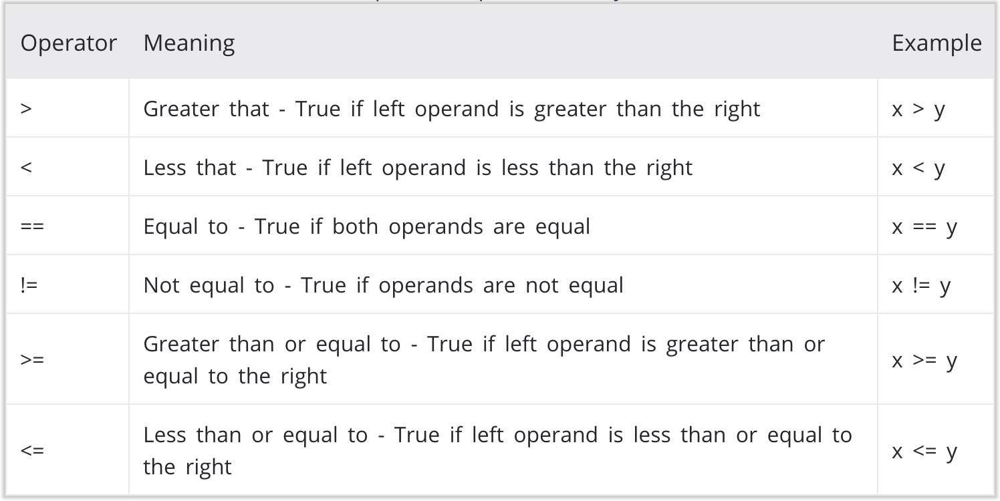 Operator Meaning Example
> Greater that - True if left operand is greater than the right x > y
< Less that - True if left operand is less than the right x < y
== Equal to - True if both operands are equal x == y
!= Not equal to - True if operands are not equal x != y
>= Greater than or equal to - True if left operand is greater than or x >= y
equal to the right
<= Less than or equal to - True if left operand is less than or equal to x <= y
the right